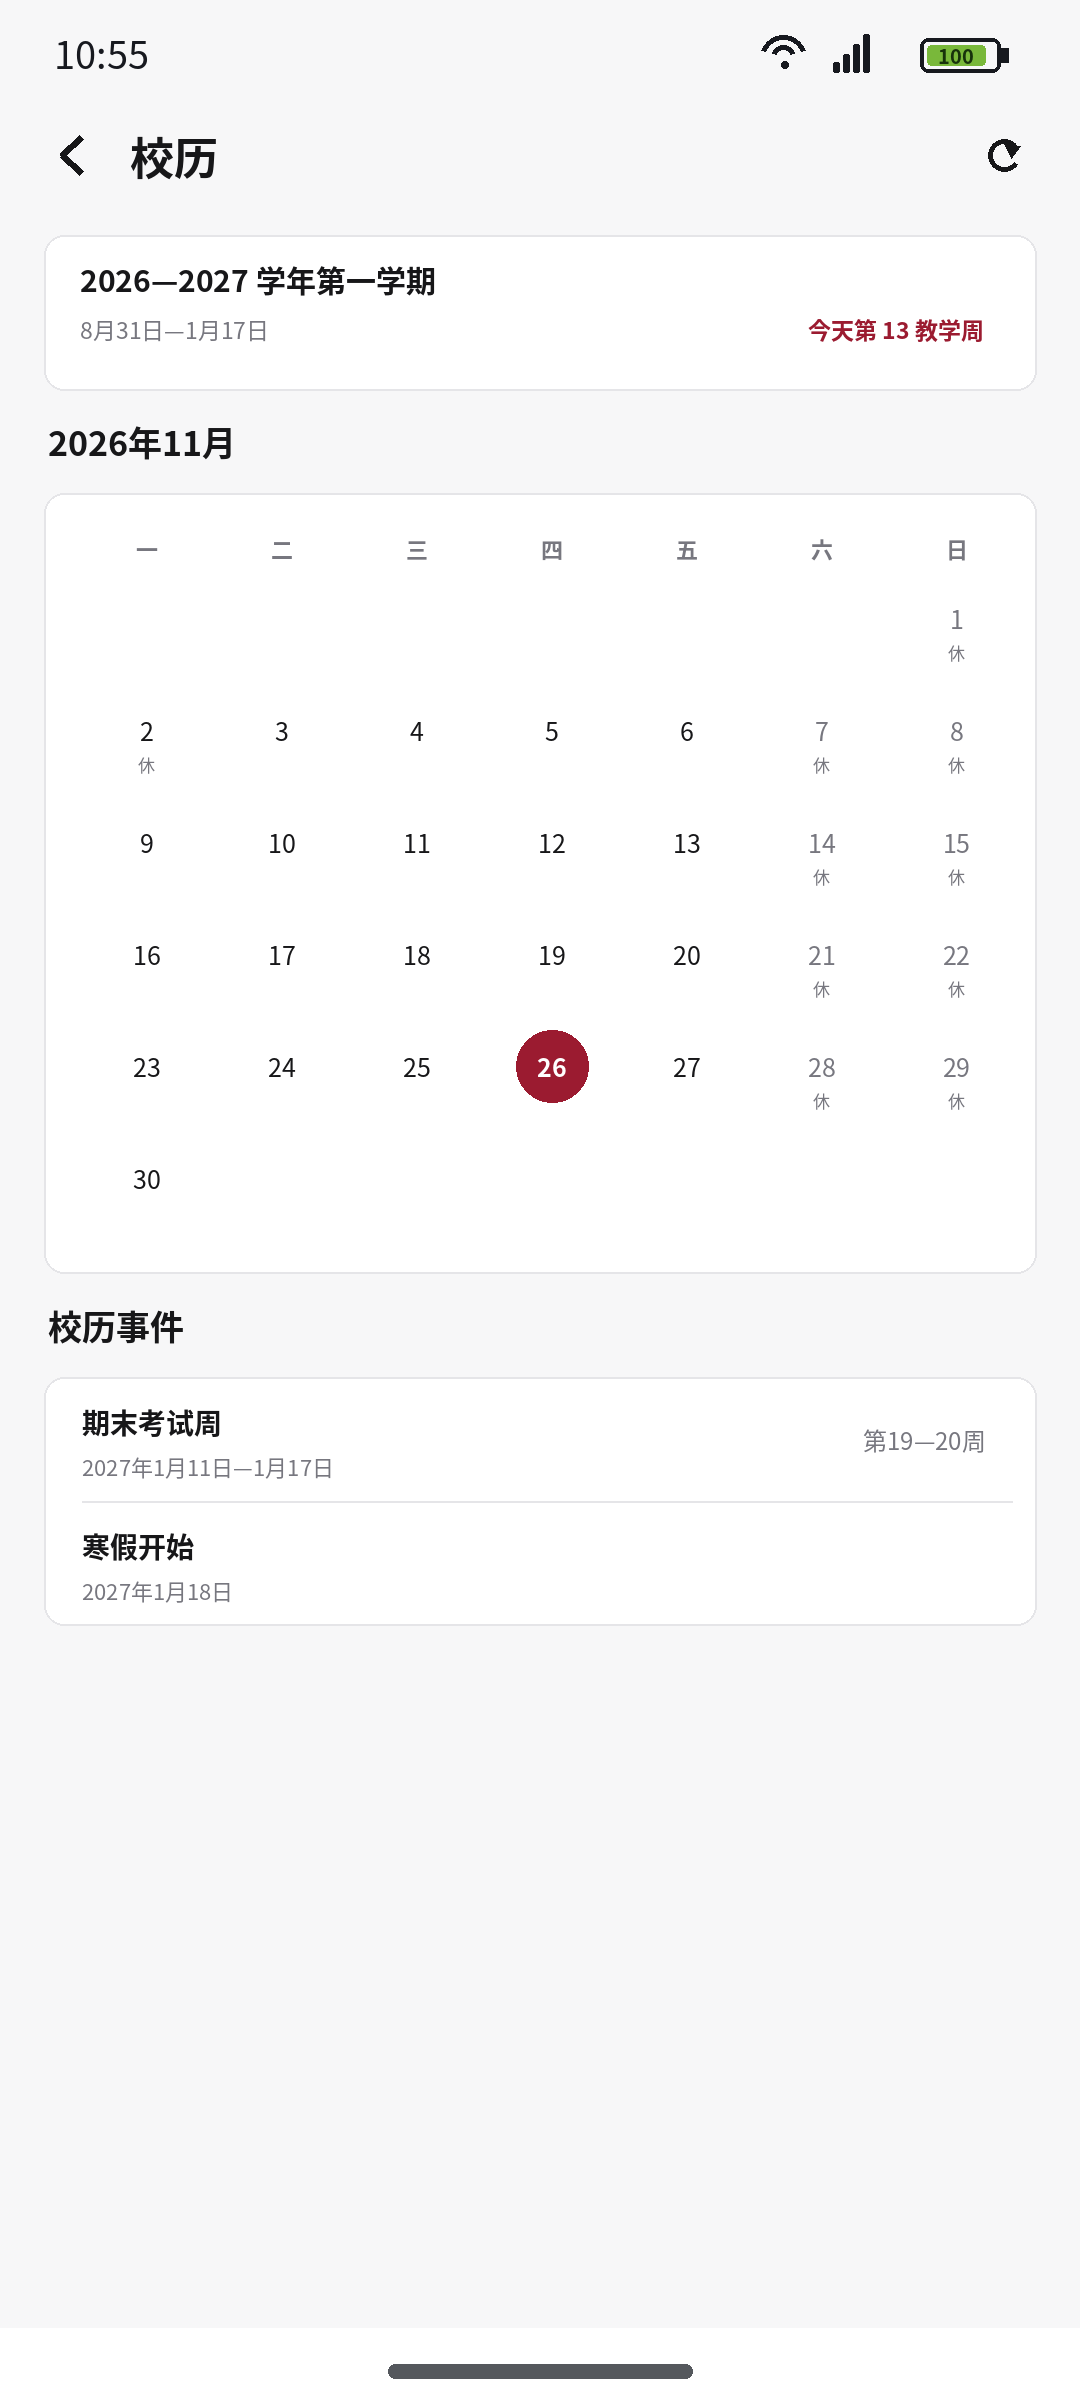 10:55
100
校历
2026—2027 学年第一学期
8月31日—1月17日
今天第 13 教学周
2026年11月
一 二 三 四 五 六 日
1
休
2 3 4 5 6 7 8
休 休 休
9 10 11 12 13 14 15
休 休
16 17 18 19 20 21 22
休 休
23 24 25 26 27 28 29
休 休
30
校历事件
期末考试周
第19—20周
2027年1月11日—1月17日
寒假开始
2027年1月18日